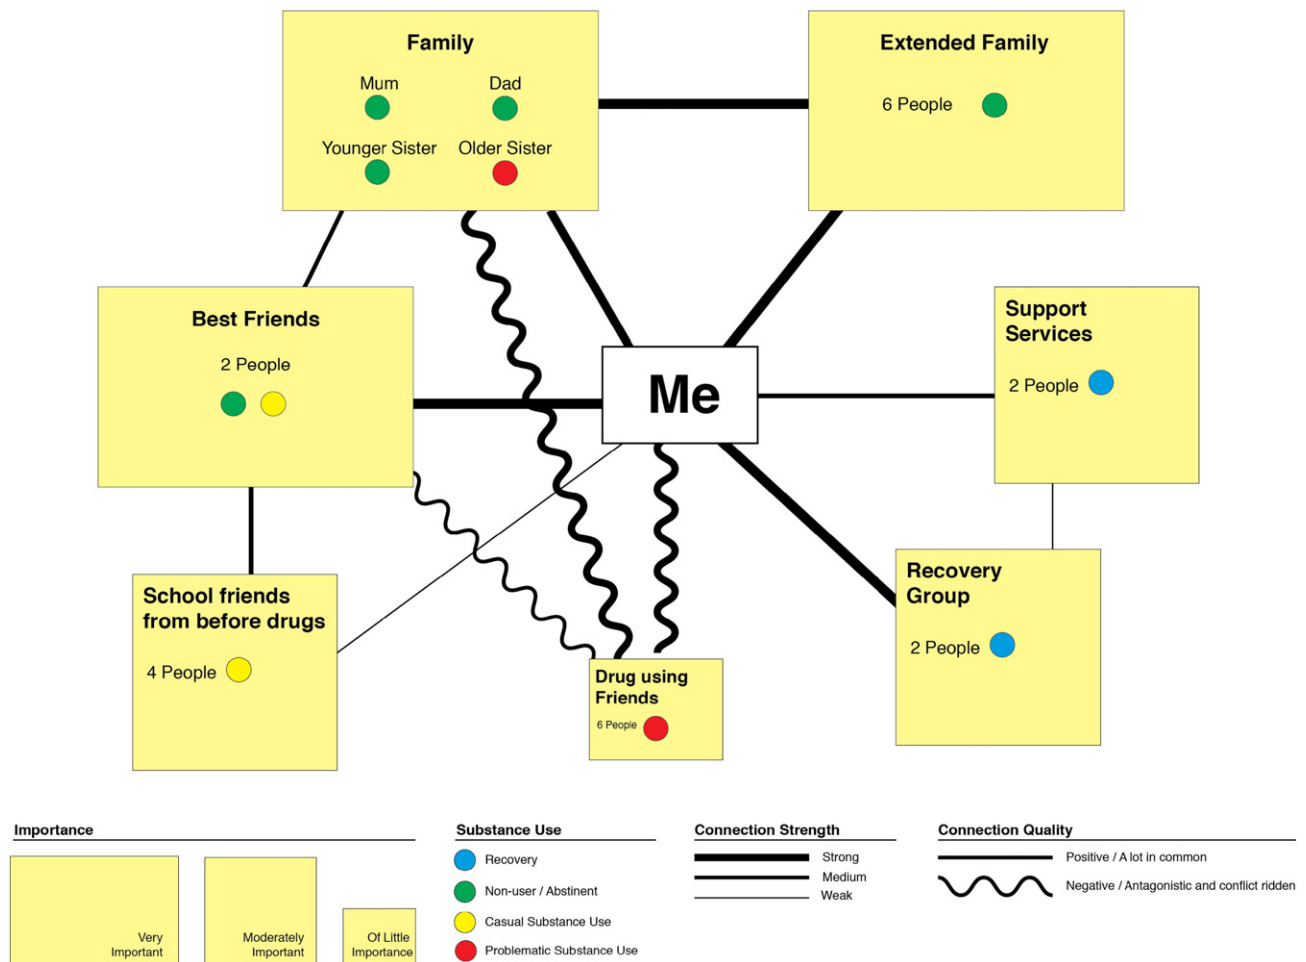 Family
Mum
Dad
Younger Sister
Older Sister
Extended Family
6 People
Best Friends
2 People
Me
Support
Services
2 People
School friends
from before drugs
4 People
Drug using
Friends
6 People
Recovery
Group
2 People
Importance
Very
Important
Moderately
Important
Of Little
Importance
Substance Use
Recovery
Non-user / Abstinent
Casual Substance Use
Problematic Substance Use
Connection Strength
Strong
Medium
Weak
Connection Quality
Positive / A lot in common
Negative / Antagonistic and conflict ridden